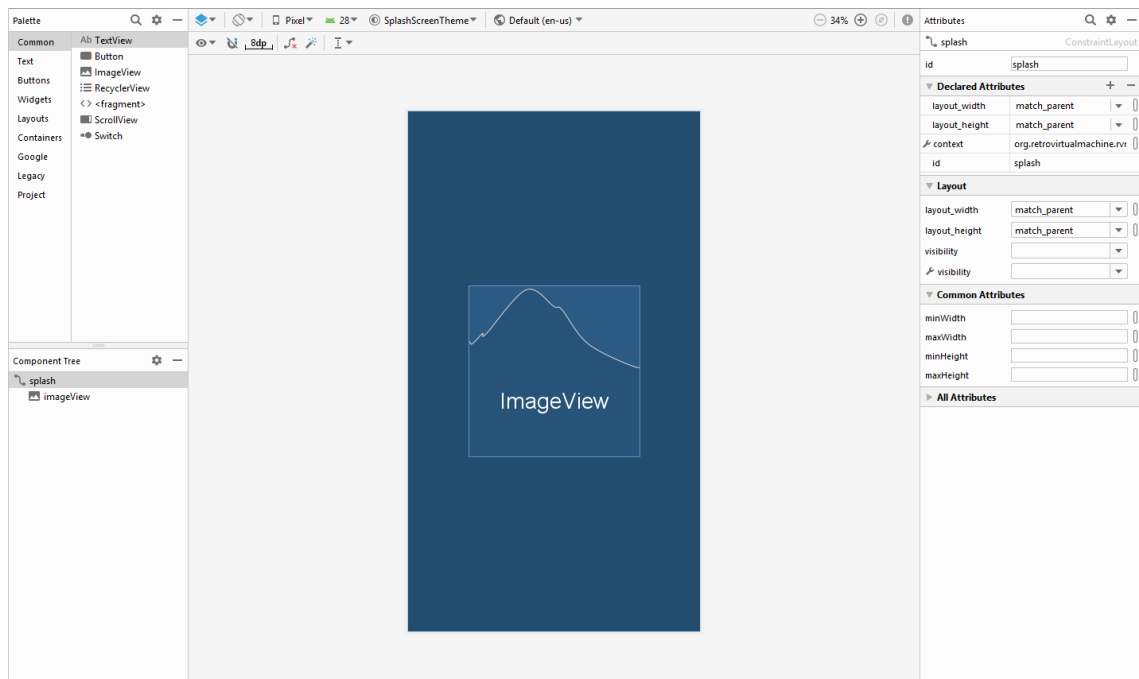 Palette
Common
Text
Buttons
Widgets
Layouts
Containers
Google
Legacy
Project
Ab TextView
Button
ImageView
RecyclerView
<> <fragment>
ScrollView
Switch
Component Tree
splash
imageView
Pixel 28 SplashScreenTheme Default (en-us) 34%
8dp
ImageView
Attributes
splash ConstraintLayout
id splash
Declared Attributes
layout_width match_parent
layout_height match_parent
context org.retrovirtualmachine.rvr
id splash
Layout
layout_width match_parent
layout_height match_parent
visibility
visibility
Common Attributes
minWidth
maxWidth
minHeight
maxHeight
All Attributes